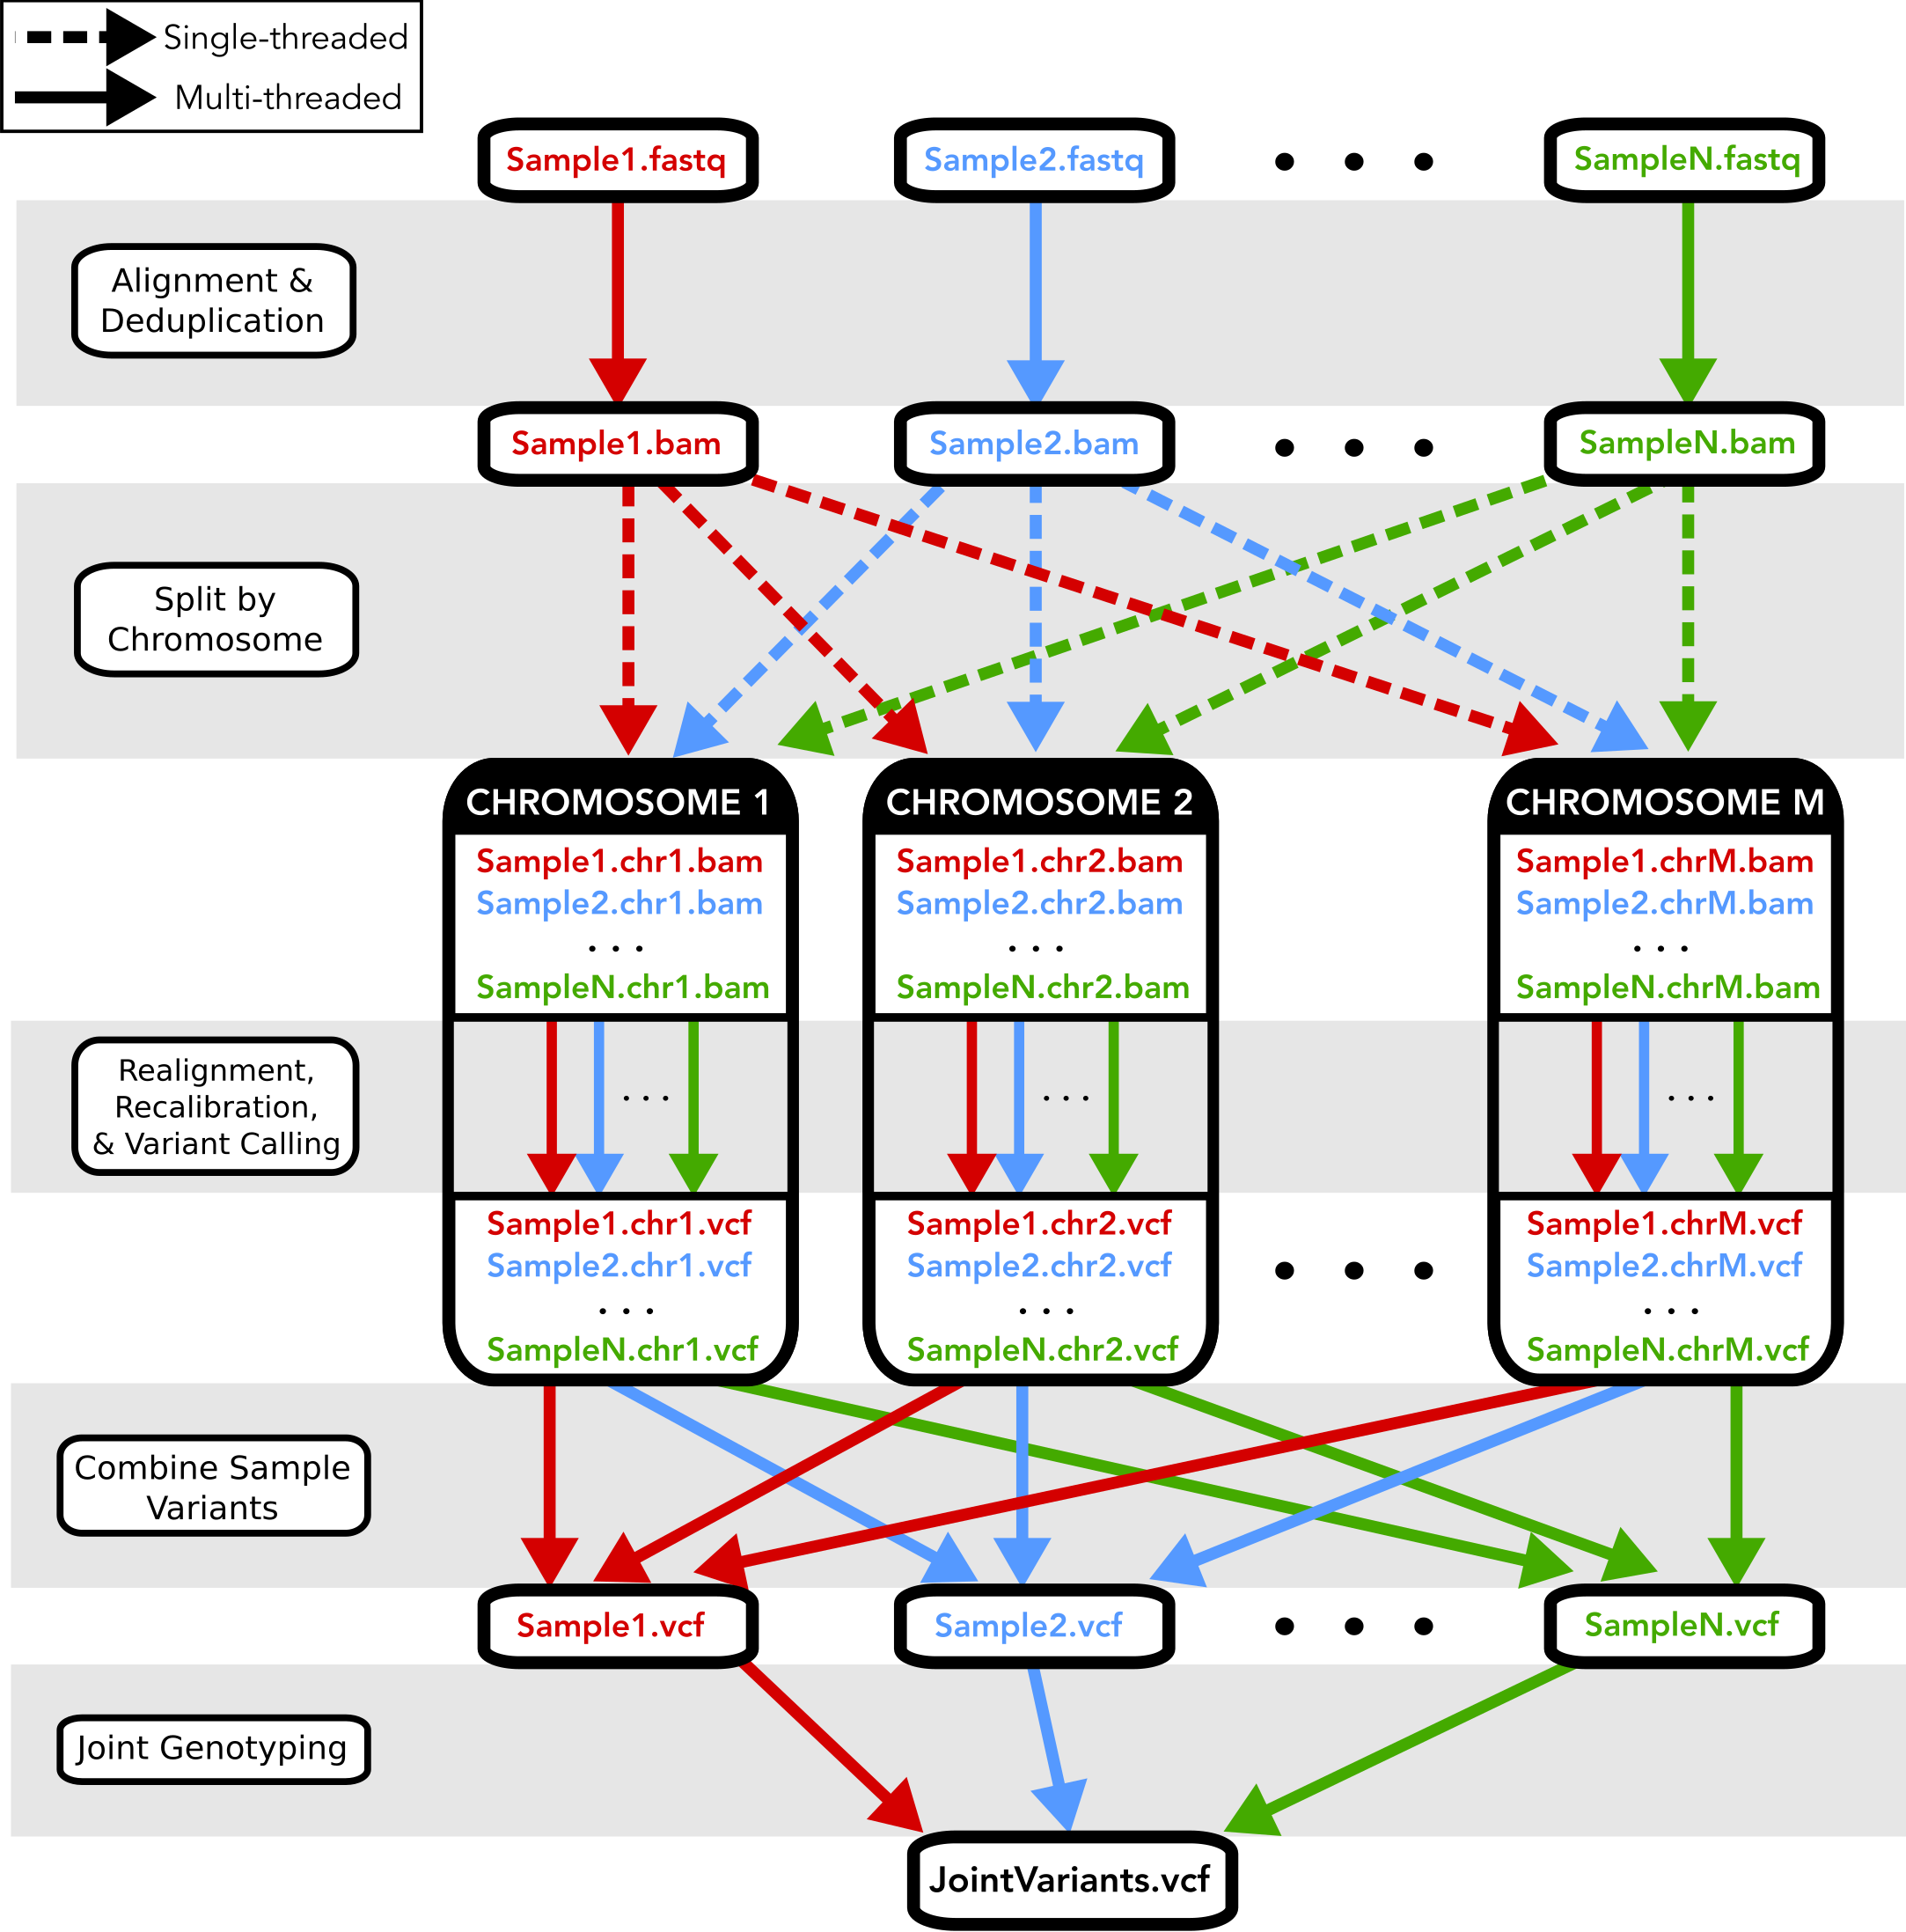 Single-threaded
Multi-threaded
Sample1.fastq
Sample2.fastq
. . .
SampleN.fastq
Alignment &
Deduplication
Sample1.bam
Sample2.bam
. . .
SampleN.bam
Split by
Chromosome
CHROMOSOME 1
Sample1.chr1.bam
Sample2.chr1.bam
. . .
SampleN.chr1.bam
CHROMOSOME 2
Sample1.chr2.bam
Sample2.chr2.bam
. . .
SampleN.chr2.bam
CHROMOSOME M
Sample1.chrM.bam
Sample2.chrM.bam
. . .
SampleN.chrM.bam
Realignment,
Recalibration,
& Variant Calling
. . .
. . .
. . .
Sample1.chr1.vcf
Sample2.chr1.vcf
. . .
SampleN.chr1.vcf
Sample1.chr2.vcf
Sample2.chr2.vcf
. . .
SampleN.chr2.vcf
. . .
Sample1.chrM.vcf
Sample2.chrM.vcf
. . .
SampleN.chrM.vcf
Combine Sample
Variants
Sample1.vcf
Sample2.vcf
. . .
SampleN.vcf
Joint Genotyping
JointVariants.vcf